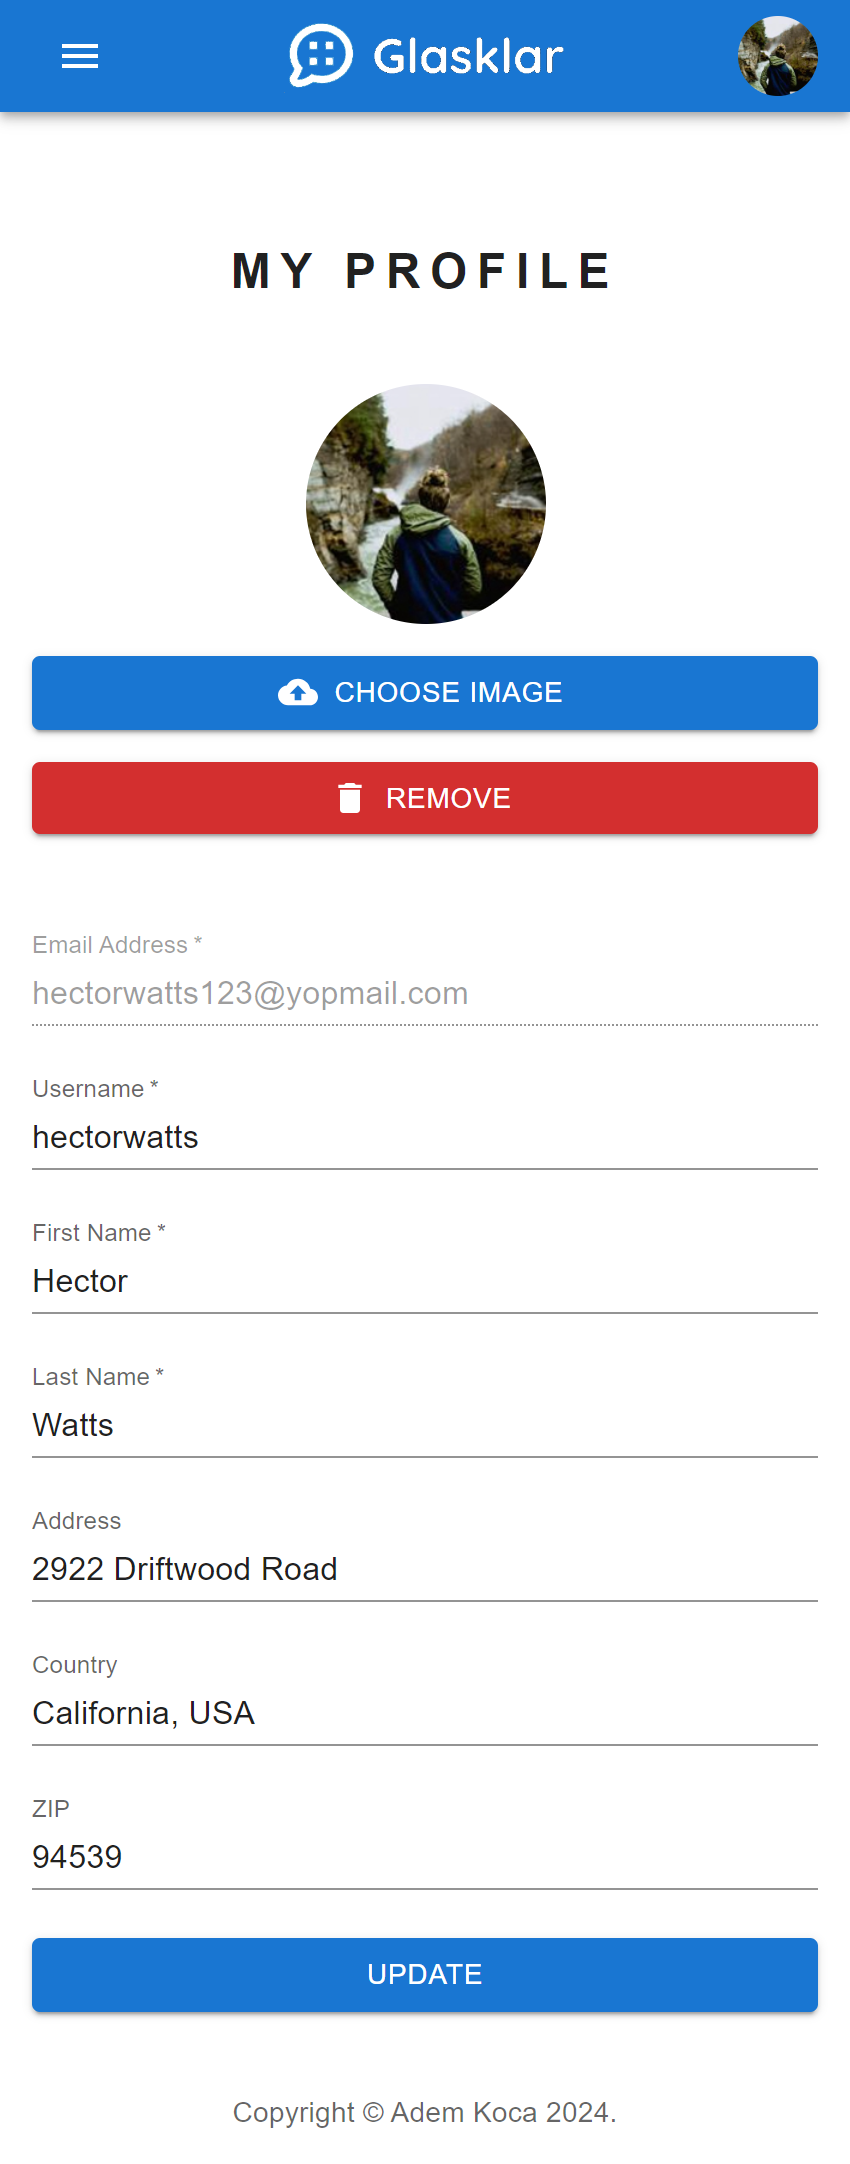 Glasklar
MY PROFILE
CHOOSE IMAGE
REMOVE
Email Address *
hectorwatts123@yopmail.com
Username *
hectorwatts
First Name *
Hector
Last Name *
Watts
Address
2922 Driftwood Road
Country
California, USA
ZIP
94539
UPDATE
Copyright © Adem Koca 2024.